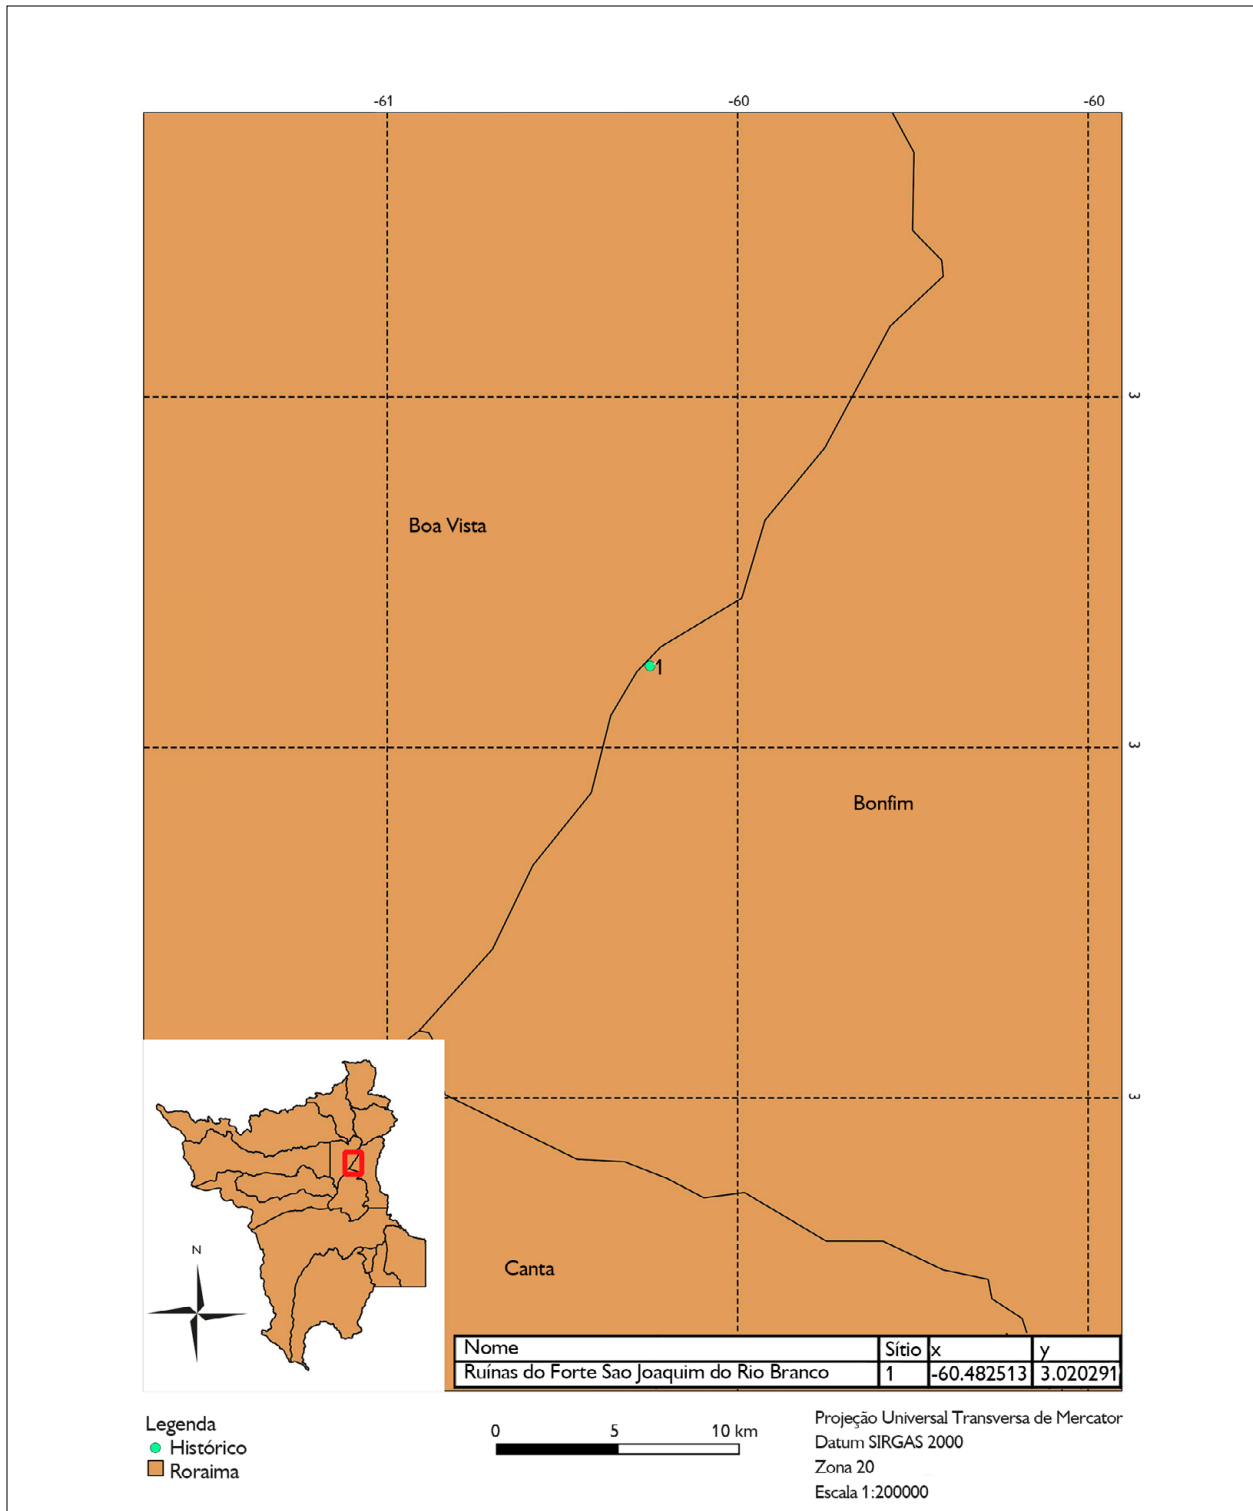 -61 -60 -60
3
Boa Vista
1
3
Bonfim
3
Canta
N
Nome Sítio x y
Ruínas do Forte Sao Joaquim do Rio Branco 1 -60.482513 3.020291
Legenda
Histórico
Roraima
0 5 10 km
Projeção Universal Transversa de Mercator
Datum SIRGAS 2000
Zona 20
Escala 1:200000